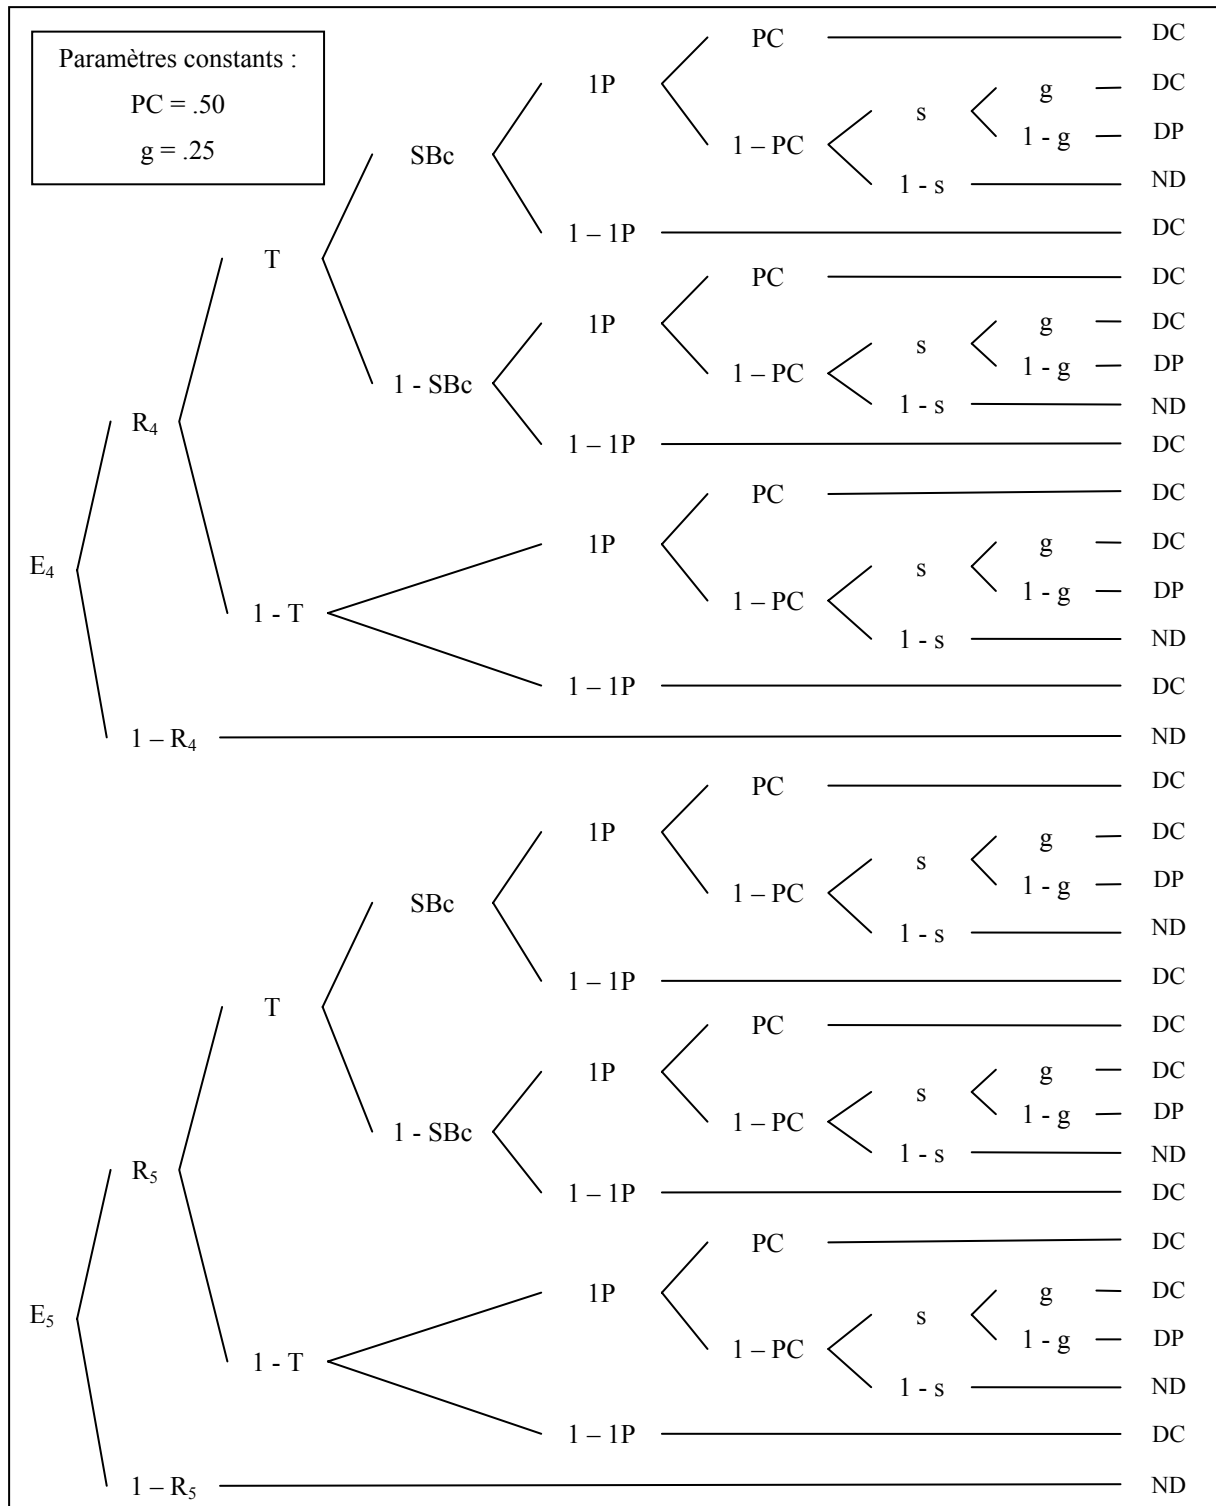 Paramètres constants :
PC = .50
g = .25
PC DC
1P g DC
s
1 – PC 1 - g DP
SBc
1 - s ND
1 – 1P DC
T
PC DC
1P g DC
s
1 – PC 1 - g DP
1 - SBc
1 - s ND
R₄
1 – 1P DC
PC DC
1P g DC
E₄ s
1 – PC 1 - g DP
1 - T
1 - s ND
1 – 1P DC
1 – R₄ ND
PC DC
1P g DC
s
1 – PC 1 - g DP
SBc
1 - s ND
1 – 1P DC
T
PC DC
1P g DC
s
1 – PC 1 - g DP
1 - SBc
1 - s ND
R₅
1 – 1P DC
PC DC
1P g DC
E₅ s
1 – PC 1 - g DP
1 - T
1 - s ND
1 – 1P DC
1 – R₅ ND